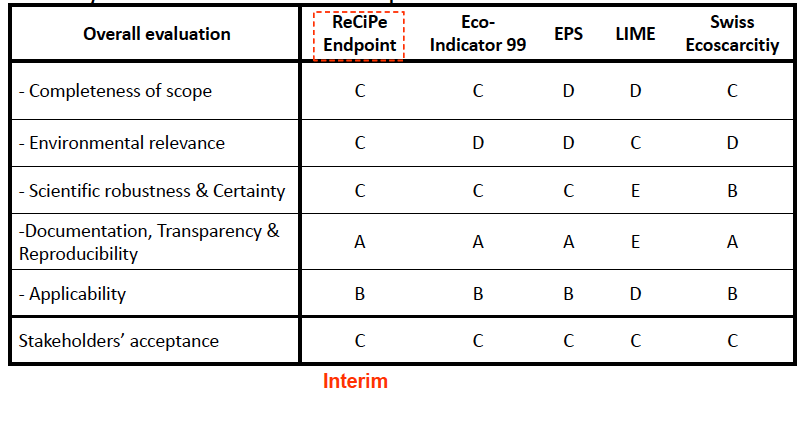 Overall evaluation ReCiPe Endpoint Eco-Indicator 99 EPS LIME Swiss Ecoscarcitiy
- Completeness of scope C C D D C
- Environmental relevance C D D C D
- Scientific robustness & Certainty C C C E B
-Documentation, Transparency &
Reproducibility A A A E A
- Applicability B B B D B
Stakeholders’ acceptance C C C C C
Interim